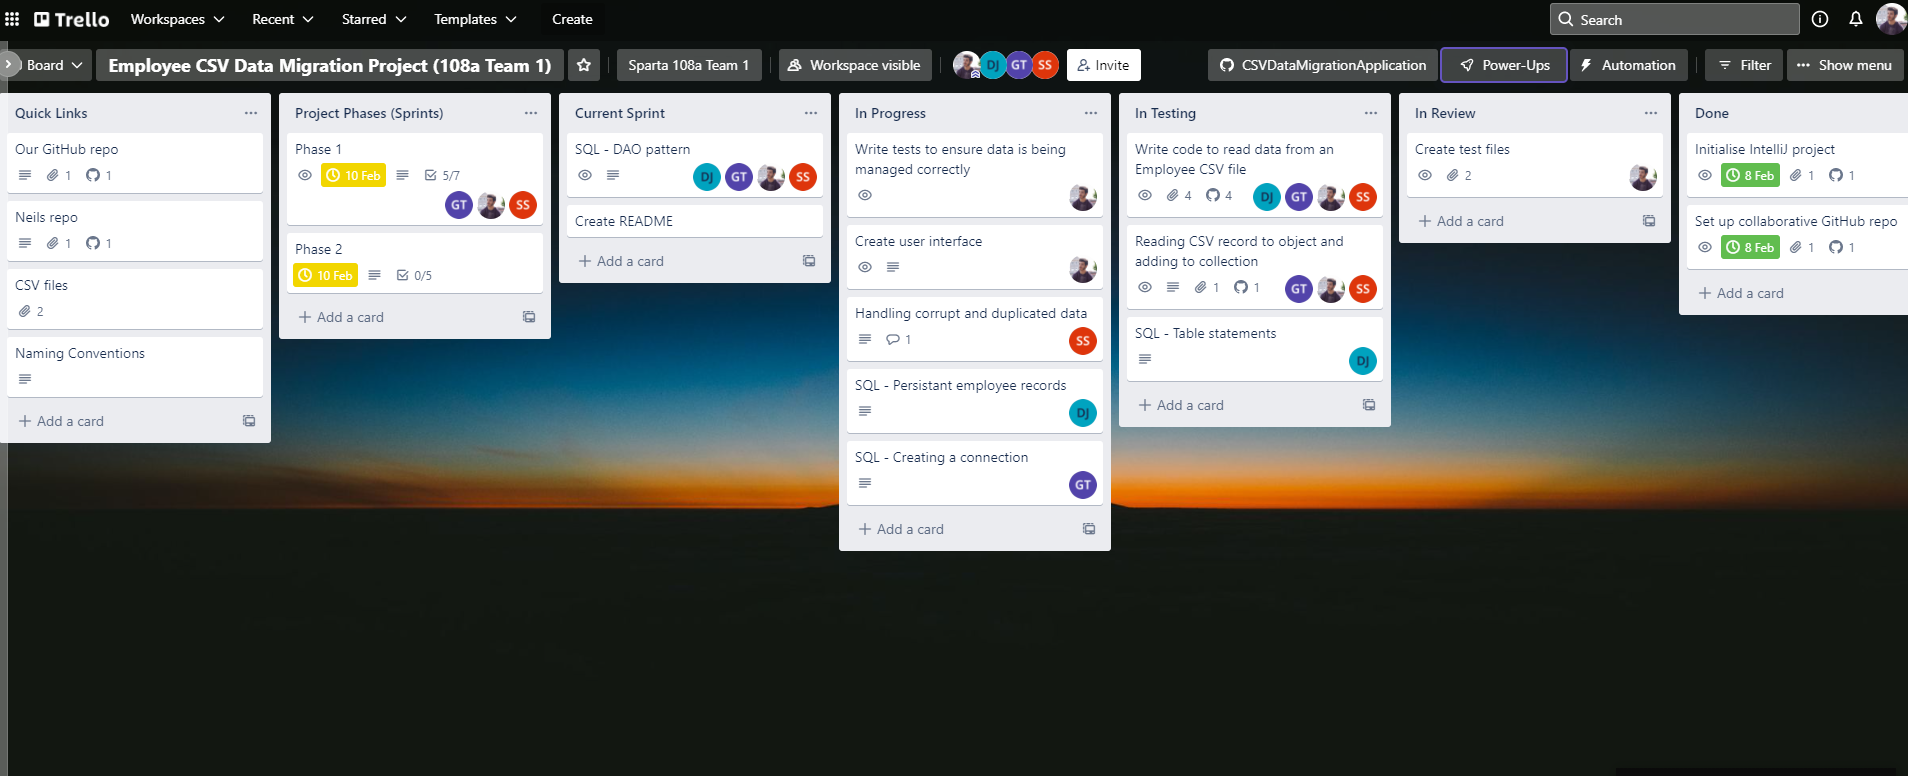 Trello
Workspaces
Recent
Starred
Templates
Create
Search
Board
Employee CSV Data Migration Project (108a Team 1)
Sparta 108a Team 1
Workspace visible
DJ
GT
SS
Invite
CSVDataMigrationApplication
Power-Ups
Automation
Filter
Show menu
Quick Links
Our GitHub repo
1 1
Neils repo
1 1
CSV files
2
Naming Conventions
+ Add a card
Project Phases (Sprints)
Phase 1
10 Feb 5/7
GT SS
Phase 2
10 Feb 0/5
+ Add a card
Current Sprint
SQL - DAO pattern
DJ GT SS
Create README
+ Add a card
In Progress
Write tests to ensure data is being
managed correctly
Create user interface
Handling corrupt and duplicated data
1
SS
SQL - Persistant employee records
DJ
SQL - Creating a connection
GT
+ Add a card
In Testing
Write code to read data from an
Employee CSV file
4 4 DJ GT SS
Reading CSV record to object and
adding to collection
1 1 GT SS
SQL - Table statements
DJ
+ Add a card
In Review
Create test files
2
+ Add a card
Done
Initialise IntelliJ project
8 Feb 1 1
Set up collaborative GitHub repo
8 Feb 1 1
+ Add a card